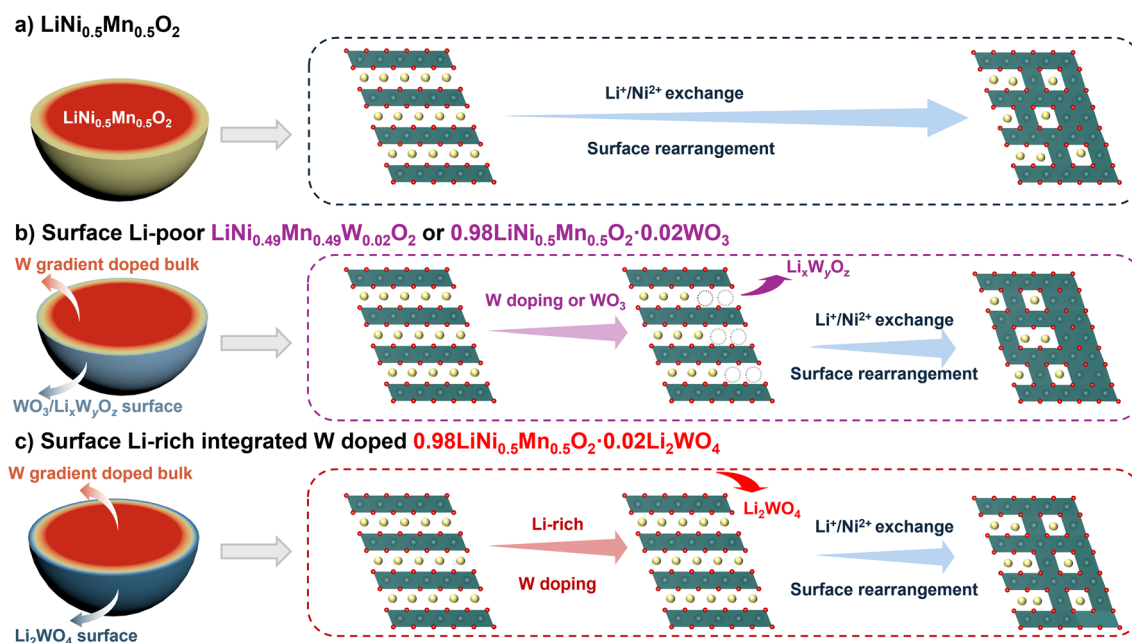 a) LiNi₀.₅Mn₀.₅O₂
LiNi₀.₅Mn₀.₅O₂
Li⁺/Ni²⁺ exchange
Surface rearrangement
b) Surface Li-poor LiNi₀.₄₉Mn₀.₄₉W₀.₀₂O₂ or 0.98LiNi₀.₅Mn₀.₅O₂·0.02WO₃
W gradient doped bulk
WO₃/LiₓWᵧO_z surface
W doping or WO₃
LiₓWᵧO_z
Li⁺/Ni²⁺ exchange
Surface rearrangement
c) Surface Li-rich integrated W doped 0.98LiNi₀.₅Mn₀.₅O₂·0.02Li₂WO₄
W gradient doped bulk
Li₂WO₄ surface
Li-rich
W doping
Li₂WO₄
Li⁺/Ni²⁺ exchange
Surface rearrangement